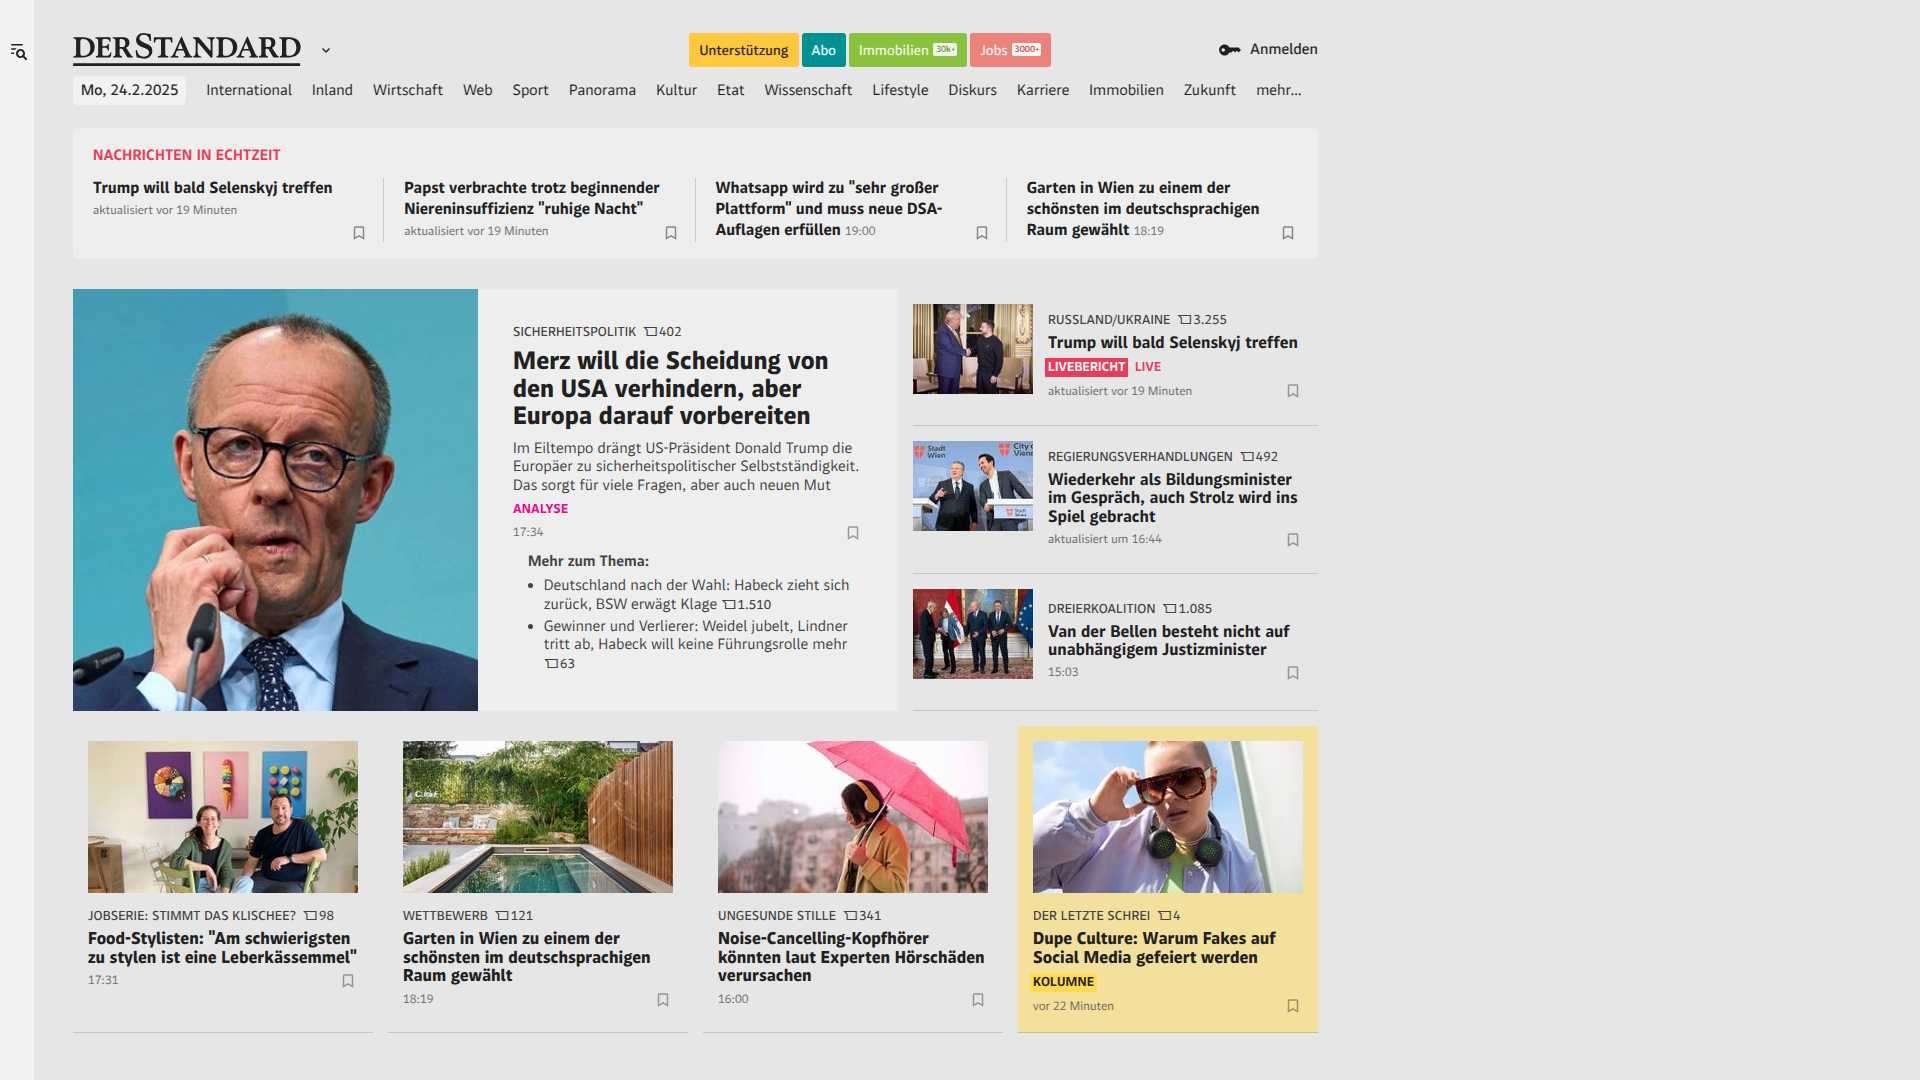 DERSTANDARD
Unterstützung
Abo
Immobilien 30k+
Jobs 3000+
Anmelden
Mo, 24.2.2025
International
Inland
Wirtschaft
Web
Sport
Panorama
Kultur
Etat
Wissenschaft
Lifestyle
Diskurs
Karriere
Immobilien
Zukunft
mehr...
NACHRICHTEN IN ECHTZEIT
Trump will bald Selenskyj treffen
aktualisiert vor 19 Minuten
Papst verbrachte trotz beginnender
Niereninsuffizienz "ruhige Nacht"
aktualisiert vor 19 Minuten
Whatsapp wird zu "sehr großer
Plattform" und muss neue DSA-
Auflagen erfüllen 19:00
Garten in Wien zu einem der
schönsten im deutschsprachigen
Raum gewählt 18:19
SICHERHEITSPOLITIK 402
Merz will die Scheidung von
den USA verhindern, aber
Europa darauf vorbereiten
Im Eiltempo drängt US-Präsident Donald Trump die
Europäer zu sicherheitspolitischer Selbstständigkeit.
Das sorgt für viele Fragen, aber auch neuen Mut
ANALYSE
17:34
Mehr zum Thema:
• Deutschland nach der Wahl: Habeck zieht sich
zurück, BSW erwägt Klage 1.510
• Gewinner und Verlierer: Weidel jubelt, Lindner
tritt ab, Habeck will keine Führungsrolle mehr
63
RUSSLAND/UKRAINE 3.255
Trump will bald Selenskyj treffen
LIVEBERICHT LIVE
aktualisiert vor 19 Minuten
Stadt
Wien
City o
Vienn
Stadt
Wien
REGIERUNGSVERHANDLUNGEN 492
Wiederkehr als Bildungsminister
im Gespräch, auch Strolz wird ins
Spiel gebracht
aktualisiert um 16:44
DREIERKOALITION 1.085
Van der Bellen besteht nicht auf
unabhängigem Justizminister
15:03
JOBSERIE: STIMMT DAS KLISCHEE? 98
Food-Stylisten: "Am schwierigsten
zu stylen ist eine Leberkässemmel"
17:31
WETTBEWERB 121
Garten in Wien zu einem der
schönsten im deutschsprachigen
Raum gewählt
18:19
UNGESUNDE STILLE 341
Noise-Cancelling-Kopfhörer
könnten laut Experten Hörschäden
verursachen
16:00
DER LETZTE SCHREI 4
Dupe Culture: Warum Fakes auf
Social Media gefeiert werden
KOLUMNE
vor 22 Minuten